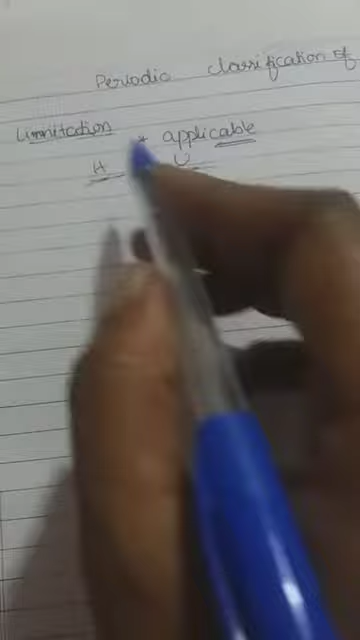 Periodic classification of
Limitation * applicable
H U